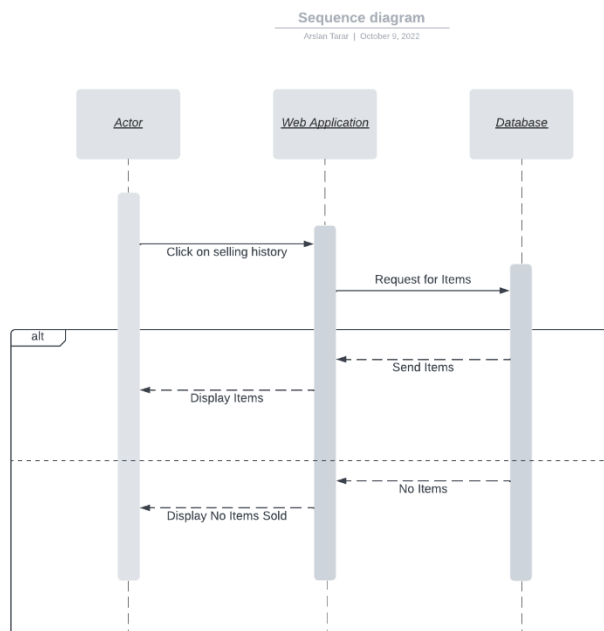 Sequence diagram
Arslan Tarar | October 9, 2022
Actor
Web Application
Database
Click on selling history
Request for Items
alt
Send Items
Display Items
No Items
Display No Items Sold